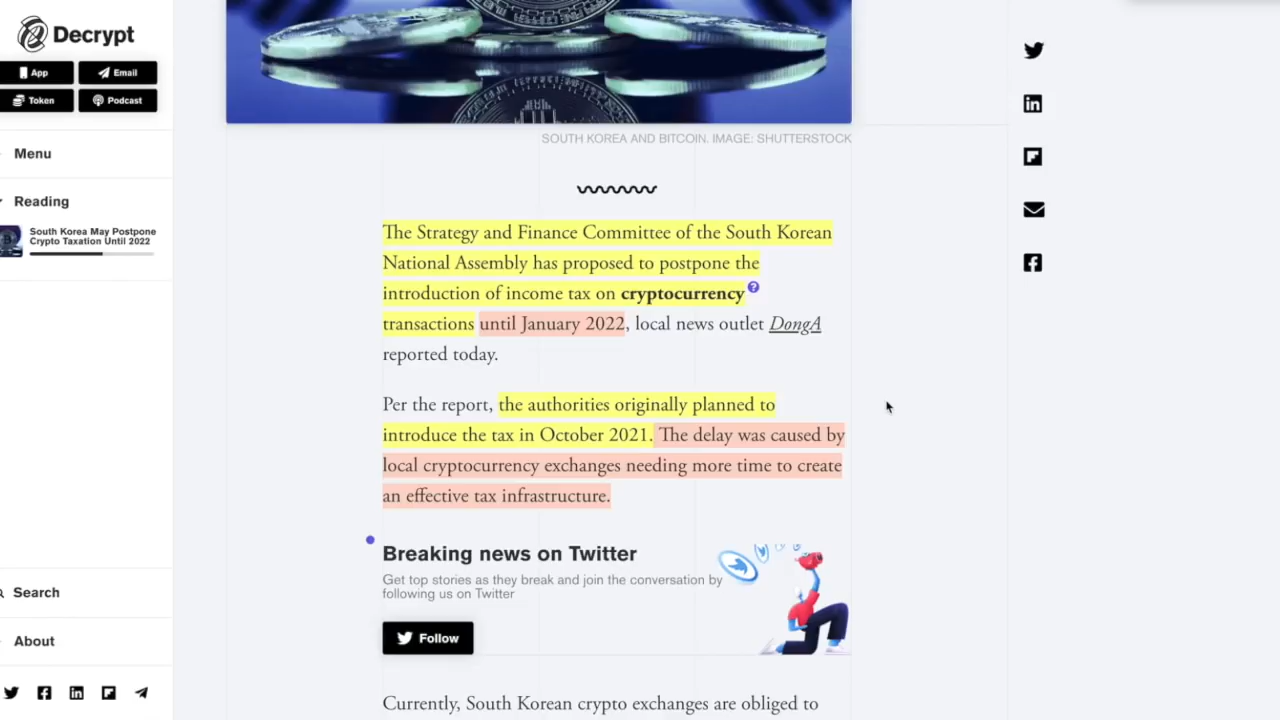 Decrypt
App
Email
Token
Podcast
Menu
Reading
South Korea May Postpone
Crypto Taxation Until 2022
Search
About
SOUTH KOREA AND BITCOIN. IMAGE: SHUTTERSTOCK
The Strategy and Finance Committee of the South Korean
National Assembly has proposed to postpone the
introduction of income tax on cryptocurrency ?
transactions until January 2022, local news outlet DongA
reported today.
Per the report, the authorities originally planned to
introduce the tax in October 2021. The delay was caused by
local cryptocurrency exchanges needing more time to create
an effective tax infrastructure.
Breaking news on Twitter
Get top stories as they break and join the conversation by
following us on Twitter
Follow
Currently, South Korean crypto exchanges are obliged to